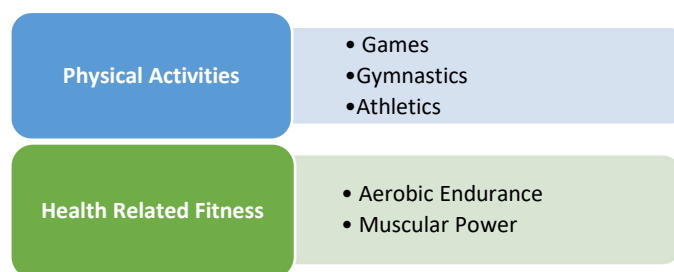 Physical Activities
• Games
•Gymnastics
•Athletics
Health Related Fitness
• Aerobic Endurance
• Muscular Power